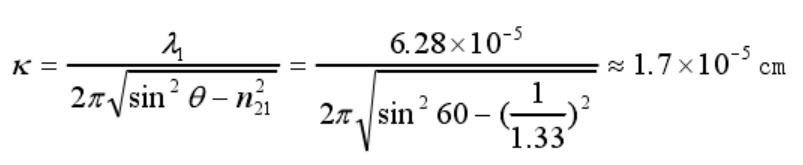 κ = λ₁ / (2π√(sin² θ − n₂₁²)) = 6.28×10⁻⁵ / (2π√(sin² 60 − (1/1.33)²)) ≈ 1.7×10⁻⁵ cm